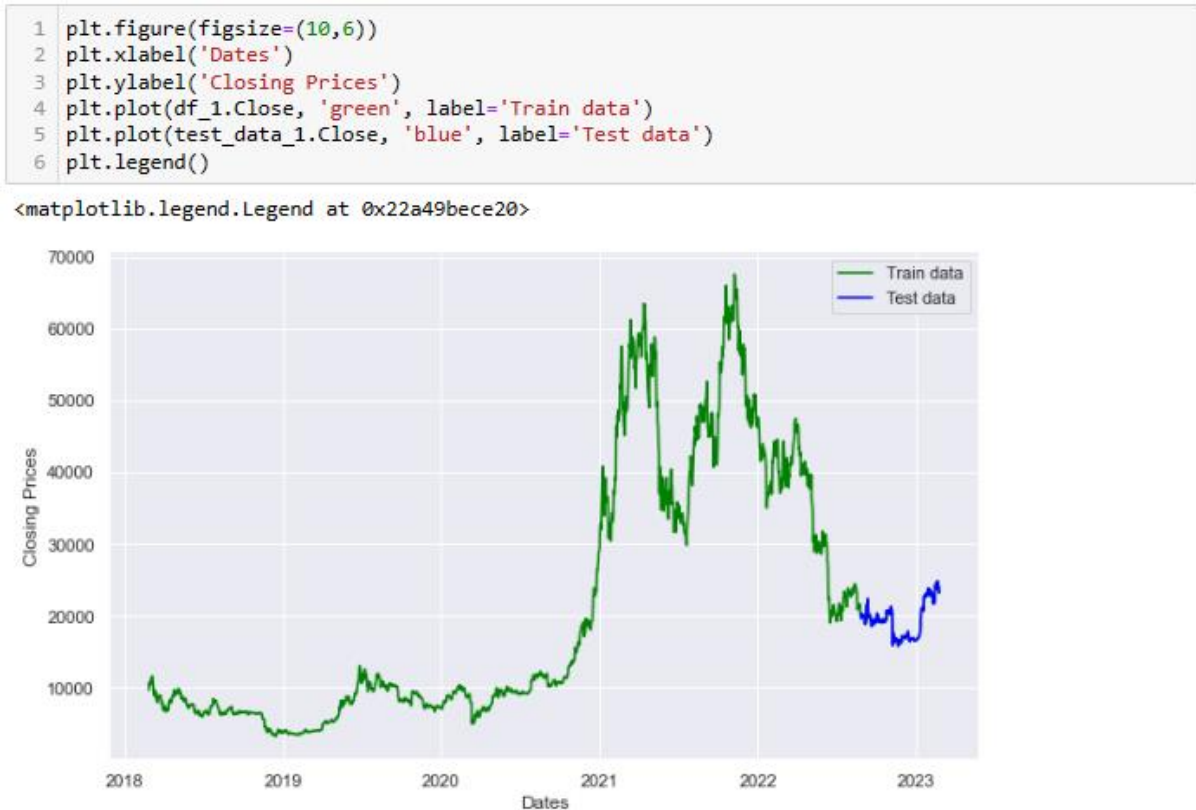 1 plt.figure(figsize=(10,6))
2 plt.xlabel('Dates')
3 plt.ylabel('Closing Prices')
4 plt.plot(df_1.Close, 'green', label='Train data')
5 plt.plot(test_data_1.Close, 'blue', label='Test data')
6 plt.legend()
<matplotlib.legend.Legend at 0x22a49bece20>
70000
Train data
Test data
60000
50000
40000
30000
20000
10000
Closing Prices
2018 2019 2020 2021 2022 2023
Dates